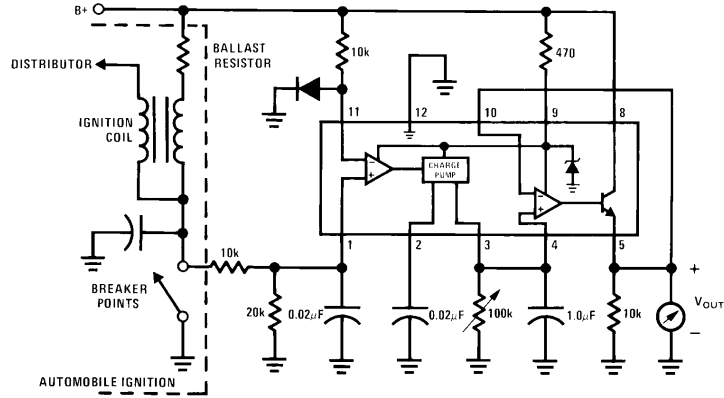 B+
BALLAST
RESISTOR
DISTRIBUTOR
IGNITION
COIL
10k
470
11
12
10
9
8
CHARGE
PUMP
−
+
−
+
1
2
3
4
5
10k
BREAKER
POINTS
20k
0.02µF
0.02µF
100k
1.0µF
10k
+
VOUT
−
AUTOMOBILE IGNITION